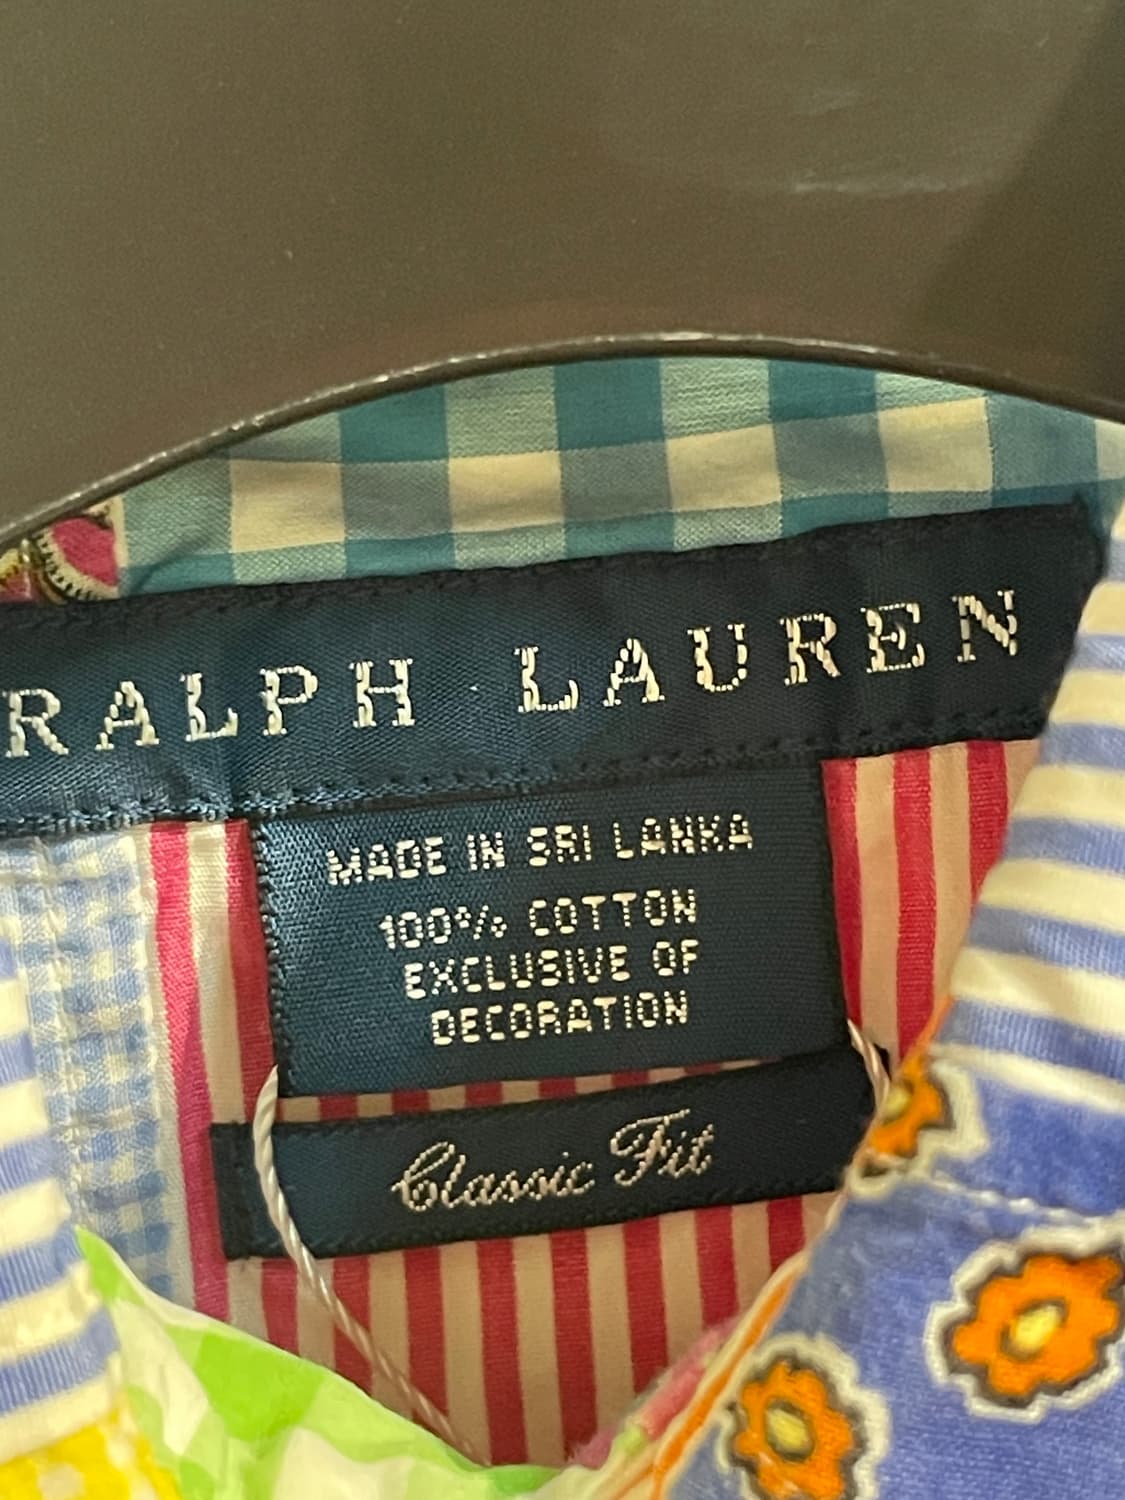 RALPH LAUREN
MADE IN SRI LANKA
100% COTTON
EXCLUSIVE OF
DECORATION
Classic Fit